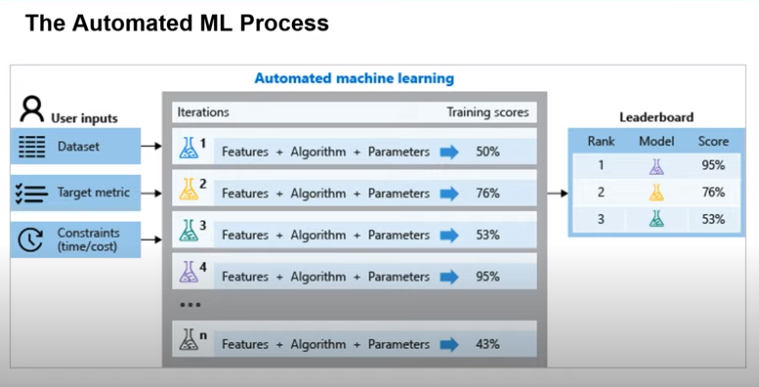 The Automated ML Process
Automated machine learning
User inputs
Dataset
Target metric
Constraints
(time/cost)
Iterations Training scores
1 Features + Algorithm + Parameters 50%
2 Features + Algorithm + Parameters 76%
3 Features + Algorithm + Parameters 53%
4 Features + Algorithm + Parameters 95%
•••
n Features + Algorithm + Parameters 43%
Leaderboard
Rank Model Score
1 95%
2 76%
3 53%